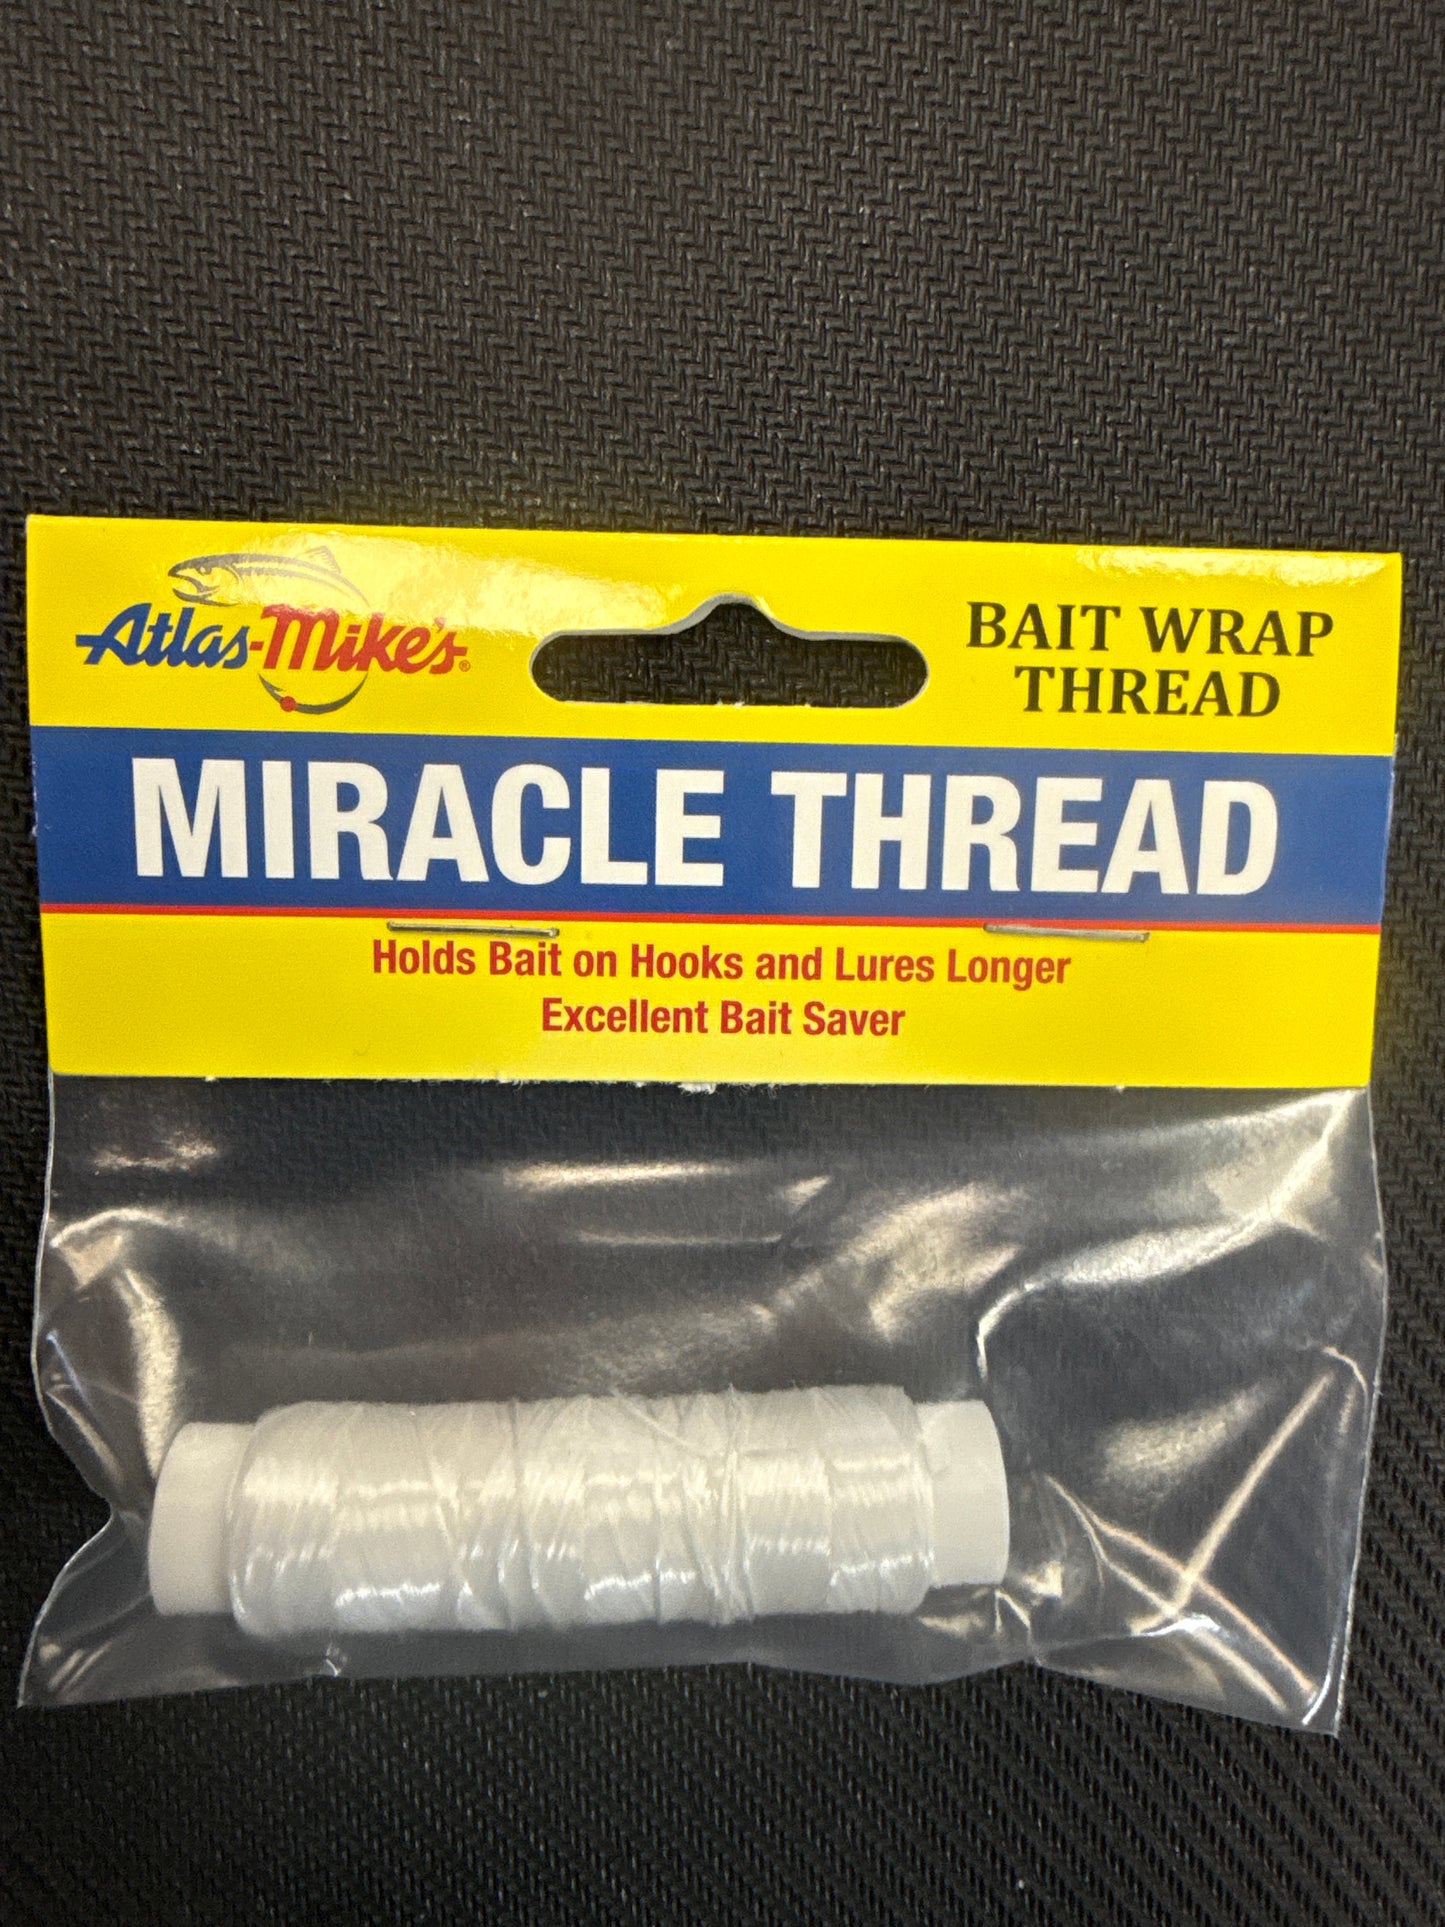 Atlas-Mike's®
BAIT WRAP
THREAD
MIRACLE THREAD
Holds Bait on Hooks and Lures Longer
Excellent Bait Saver